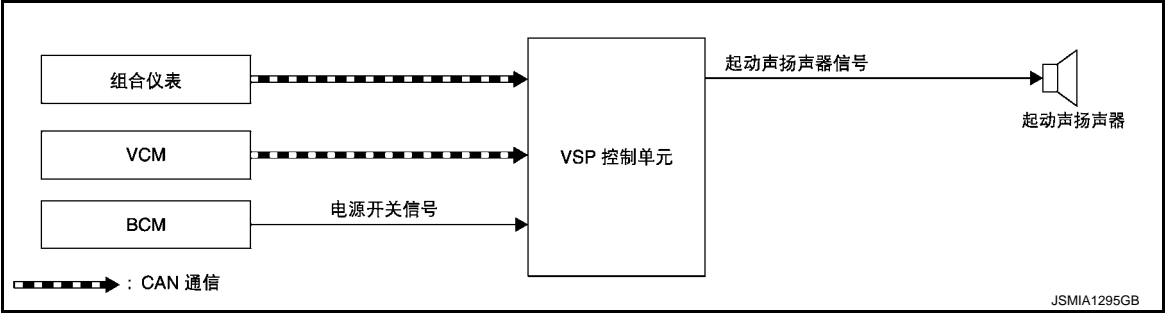 组合仪表
VCM
BCM
电源开关信号
VSP 控制单元
起动声扬声器信号
起动声扬声器
: CAN 通信
JSMIA1295GB